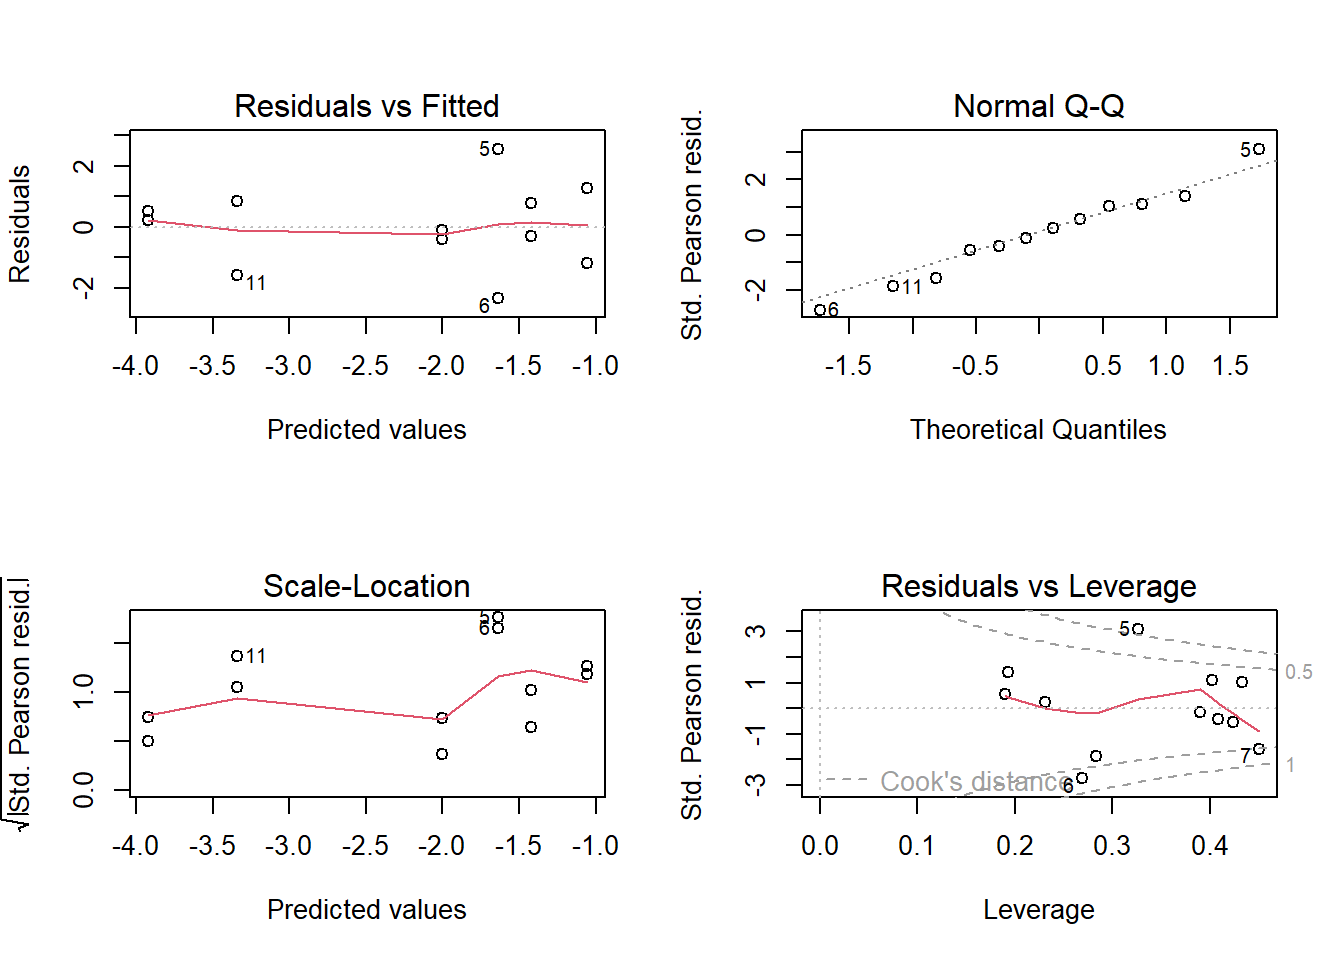 Residuals vs Fitted
Residuals
2
0
-2
5
11
6
-4.0 -3.5 -3.0 -2.5 -2.0 -1.5 -1.0
Predicted values
Normal Q-Q
Std. Pearson resid.
2
0
-2
5
11
6
-1.5 -0.5 0.5 1.0 1.5
Theoretical Quantiles
Scale-Location
√|Std. Pearson resid.|
1.0
0.0
5
6
11
-4.0 -3.5 -3.0 -2.5 -2.0 -1.5 -1.0
Predicted values
Residuals vs Leverage
Std. Pearson resid.
3
1
-1
-3
5
0.5
7
1
Cook's distance
6
0.0 0.1 0.2 0.3 0.4
Leverage